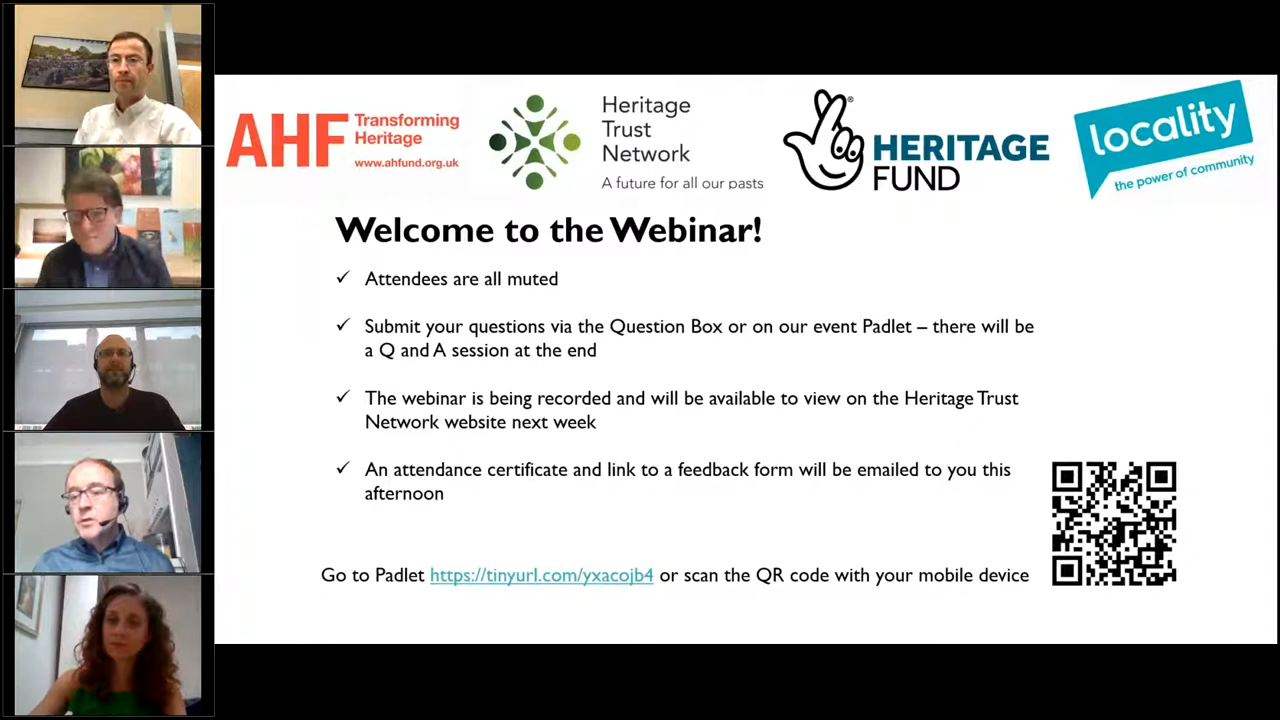 AHF Transforming
Heritage
www.ahfund.org.uk
Heritage
Trust
Network
A future for all our pasts
®
HERITAGE
FUND
locality
the power of community
Welcome to the Webinar!
✓ Attendees are all muted
✓ Submit your questions via the Question Box or on our event Padlet – there will be
a Q and A session at the end
✓ The webinar is being recorded and will be available to view on the Heritage Trust
Network website next week
✓ An attendance certificate and link to a feedback form will be emailed to you this
afternoon
Go to Padlet https://tinyurl.com/yxacojb4 or scan the QR code with your mobile device